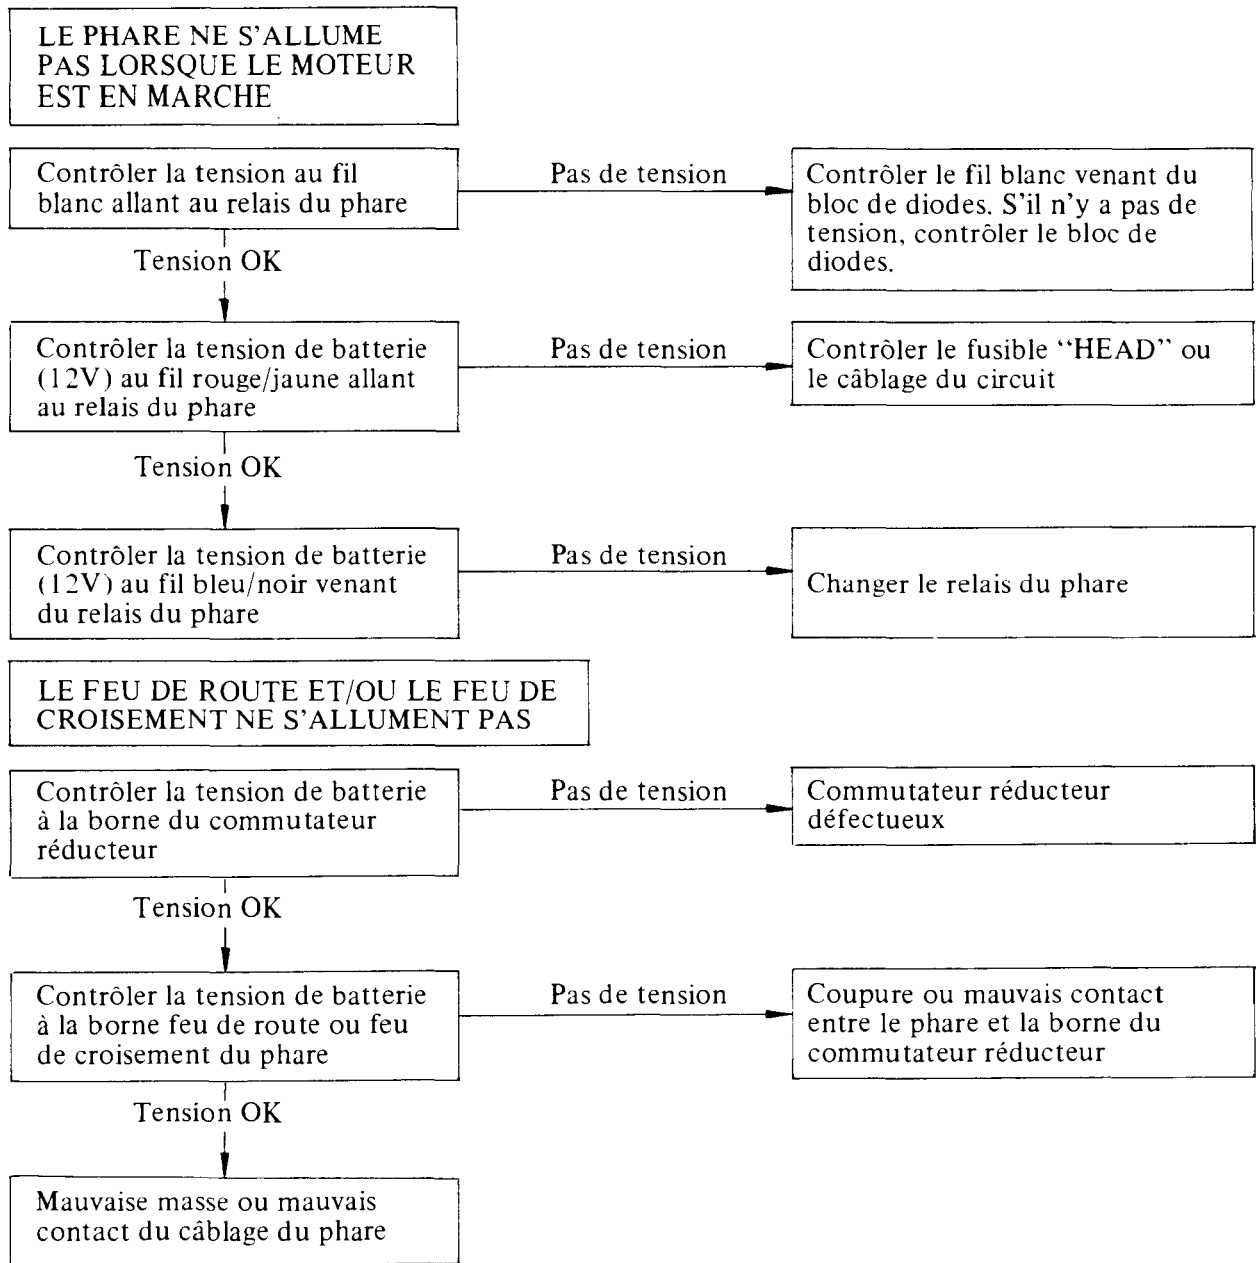 LE PHARE NE S'ALLUME
PAS LORSQUE LE MOTEUR
EST EN MARCHE
Contrôler la tension au fil
blanc allant au relais du phare
Pas de tension
Contrôler le fil blanc venant du
bloc de diodes. S'il n'y a pas de
tension, contrôler le bloc de
diodes.
Tension OK
Contrôler la tension de batterie
(12V) au fil rouge/jaune allant
au relais du phare
Pas de tension
Contrôler le fusible “HEAD” ou
le câblage du circuit
Tension OK
Contrôler la tension de batterie
(12V) au fil bleu/noir venant
du relais du phare
Pas de tension
Changer le relais du phare
LE FEU DE ROUTE ET/OU LE FEU DE
CROISEMENT NE S'ALLUMENT PAS
Contrôler la tension de batterie
à la borne du commutateur
réducteur
Pas de tension
Commutateur réducteur
défectueux
Tension OK
Contrôler la tension de batterie
à la borne feu de route ou feu
de croisement du phare
Pas de tension
Coupure ou mauvais contact
entre le phare et la borne du
commutateur réducteur
Tension OK
Mauvaise masse ou mauvais
contact du câblage du phare